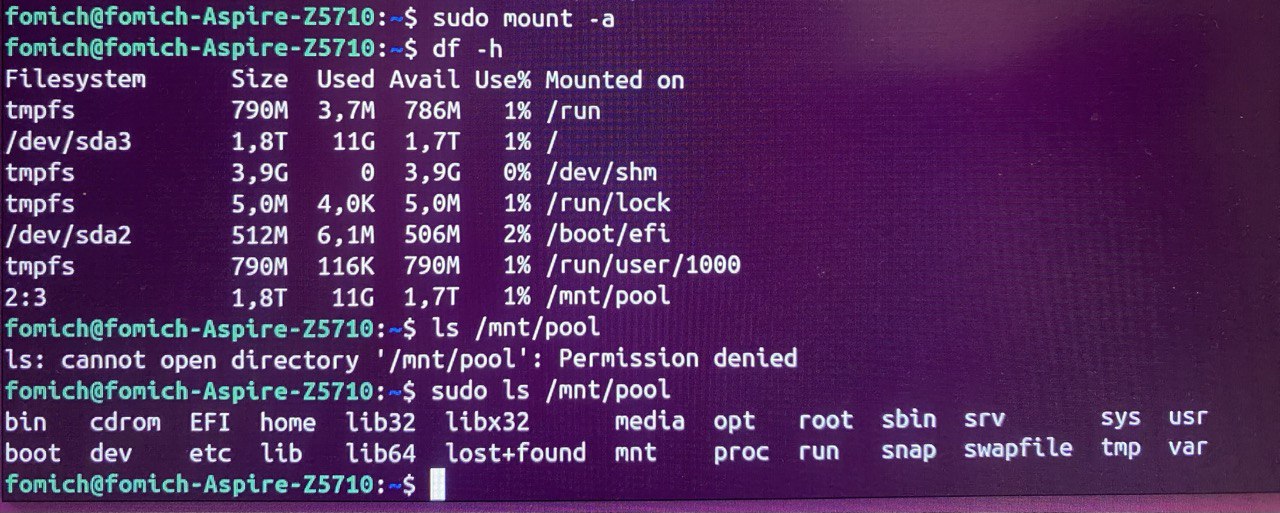 fomich@fomich-Aspire-Z5710:~$ sudo mount -a
fomich@fomich-Aspire-Z5710:~$ df -h
Filesystem      Size  Used Avail Use% Mounted on
tmpfs           790M  3,7M  786M   1% /run
/dev/sda3       1,8T   11G  1,7T   1% /
tmpfs           3,9G     0  3,9G   0% /dev/shm
tmpfs           5,0M  4,0K  5,0M   1% /run/lock
/dev/sda2       512M  6,1M  506M   2% /boot/efi
tmpfs           790M  116K  790M   1% /run/user/1000
2:3             1,8T   11G  1,7T   1% /mnt/pool
fomich@fomich-Aspire-Z5710:~$ ls /mnt/pool
ls: cannot open directory '/mnt/pool': Permission denied
fomich@fomich-Aspire-Z5710:~$ sudo ls /mnt/pool
bin   cdrom  EFI  home  lib32  libx32      media  opt   root  sbin  srv       sys  usr
boot  dev    etc  lib   lib64  lost+found  mnt    proc  run   snap  swapfile  tmp  var
fomich@fomich-Aspire-Z5710:~$